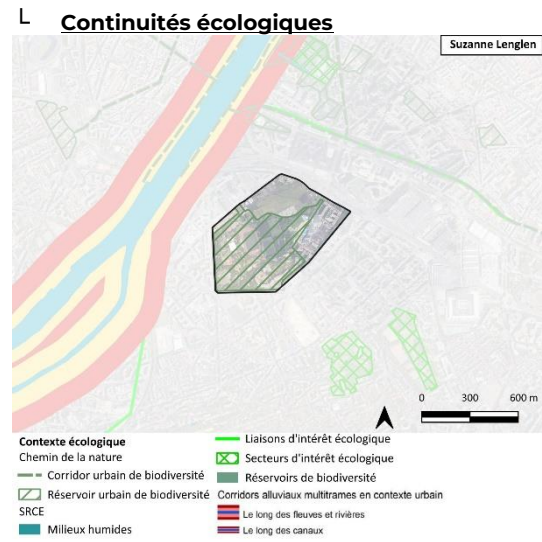 L
Continuités écologiques
Suzanne Lenglen
0 300 600 m
Contexte écologique
Chemin de la nature
Corridor urbain de biodiversité
Réservoir urbain de biodiversité
SRCE
Milieux humides
Liaisons d'intérêt écologique
Secteurs d'intérêt écologique
Réservoirs de biodiversité
Corridors alluviaux multitrames en contexte urbain
Le long des fleuves et rivières
Le long des canaux